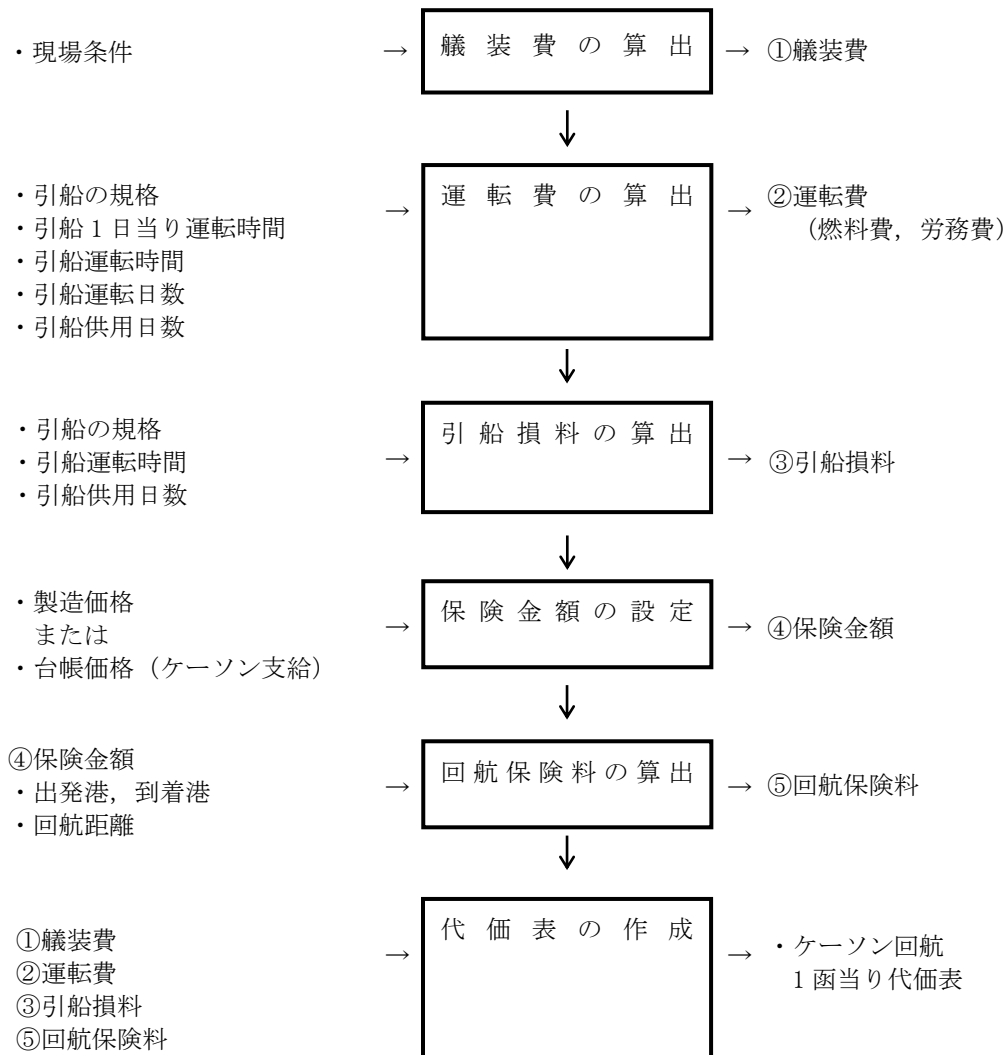 ・現場条件
→
艤装費の算出
→ ①艤装費
↓
・引船の規格
・引船1日当り運転時間
・引船運転時間
・引船運転日数
・引船供用日数
→
運転費の算出
→ ②運転費
（燃料費，労務費）
↓
・引船の規格
・引船運転時間
・引船供用日数
→
引船損料の算出
→ ③引船損料
↓
・製造価格
または
・台帳価格（ケーソン支給）
→
保険金額の設定
→ ④保険金額
↓
④保険金額
・出発港，到着港
・回航距離
→
回航保険料の算出
→ ⑤回航保険料
↓
①艤装費
②運転費
③引船損料
⑤回航保険料
→
代価表の作成
→ ・ケーソン回航
1函当り代価表